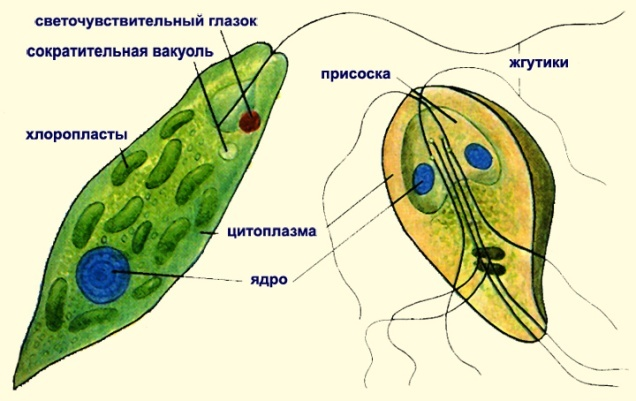 светочувствительный глазок
сократительная вакуоль
жгутики
присоска
хлоропласты
цитоплазма
ядро